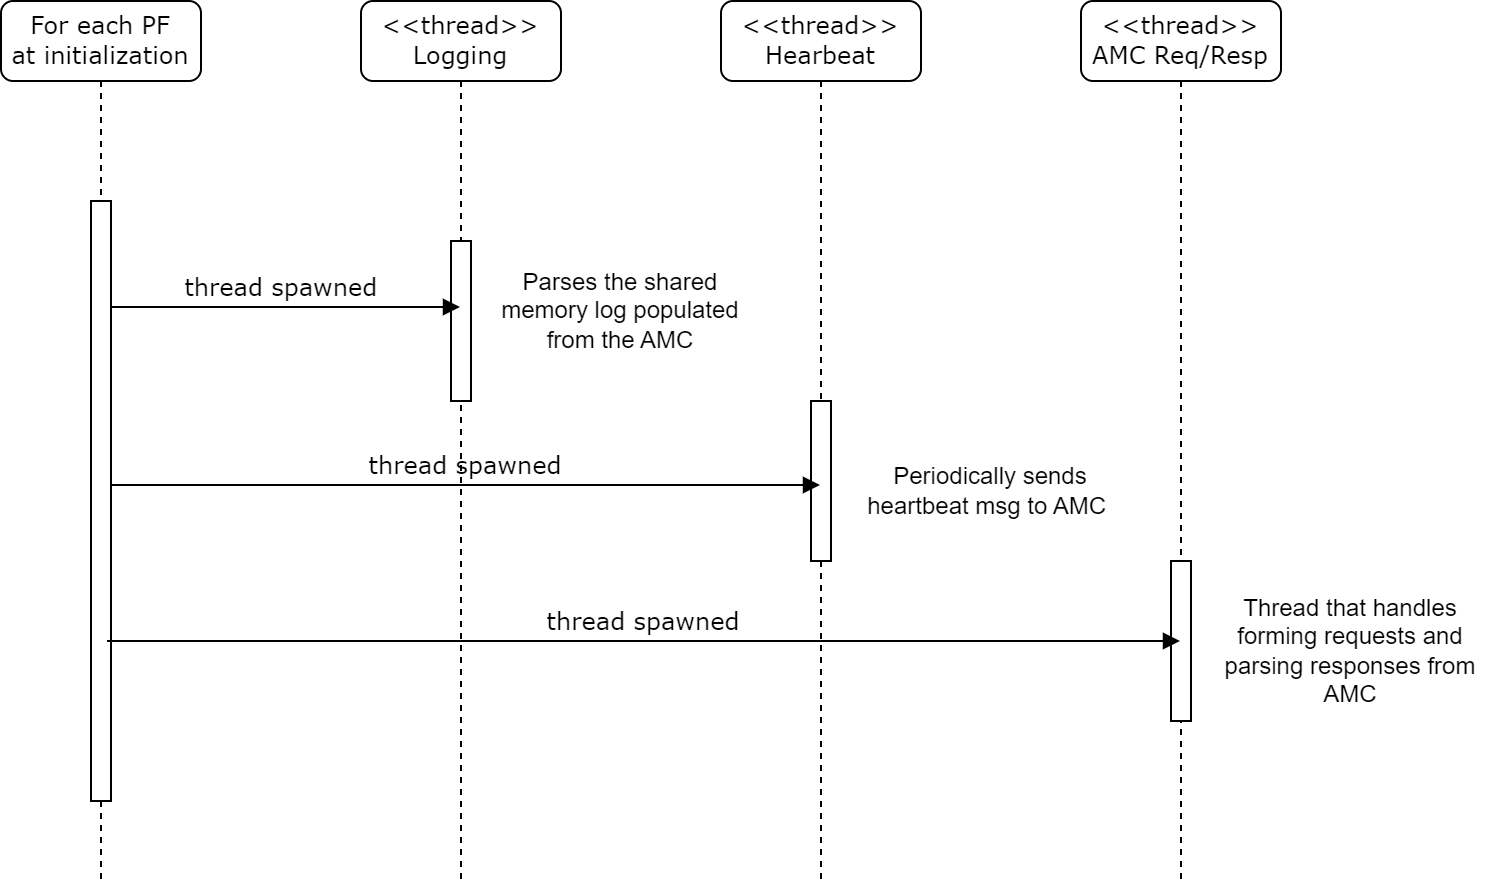 For each PF
at initialization
<<thread>>
Logging
<<thread>>
Hearbeat
<<thread>>
AMC Req/Resp
thread spawned
Parses the shared
memory log populated
from the AMC
thread spawned
Periodically sends
heartbeat msg to AMC
thread spawned
Thread that handles
forming requests and
parsing responses from
AMC